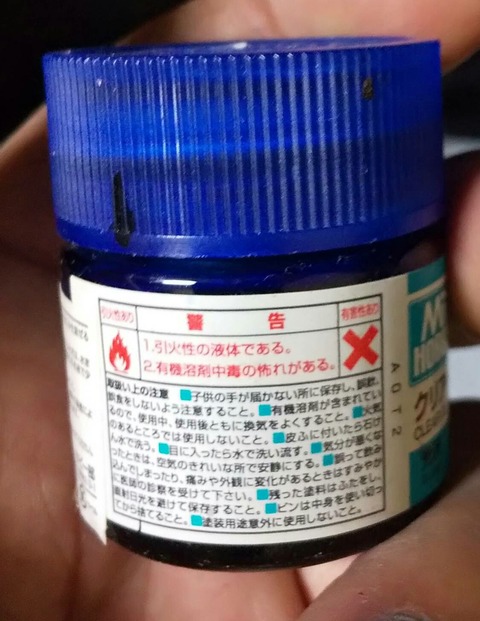 引火性あり
警告
有害性あり
1.引火性の液体である。
2.有機溶剤中毒の怖れがある。
取扱い上の注意 ■子供の手が届かない所に保存し、誤飲、
誤食をしないよう注意すること。■有機溶剤が含まれてい
るので、使用中、使用後ともに換気をよくすること。■火気
のあるところでは使用しないこと。■皮ふに付いたら石け
ん水で洗う。■目に入ったら水で洗い流す。■気分が悪くな
ったときは、空気のきれいな所で安静にする。■誤って飲み
込んでしまったり、痛みや外観に変化があるときはすみやか
に医師の診察を受けて下さい。■残った塗料はふたをし、
直射日光を避けて保存すること。■ビンは中身を使い切っ
てから捨てること。■塗装用途意外に使用しないこと。
A0T2
クリア